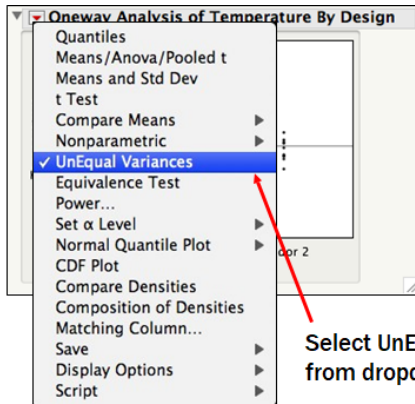 Oneway Analysis of Temperature By Design
Quantiles
Means/Anova/Pooled t
Means and Std Dev
t Test
Compare Means
Nonparametric
✓ UnEqual Variances
Equivalence Test
Power...
Set α Level
Normal Quantile Plot
CDF Plot
Compare Densities
Composition of Densities
Matching Column...
Save
Display Options
Script
2
Select UnE
from dropd